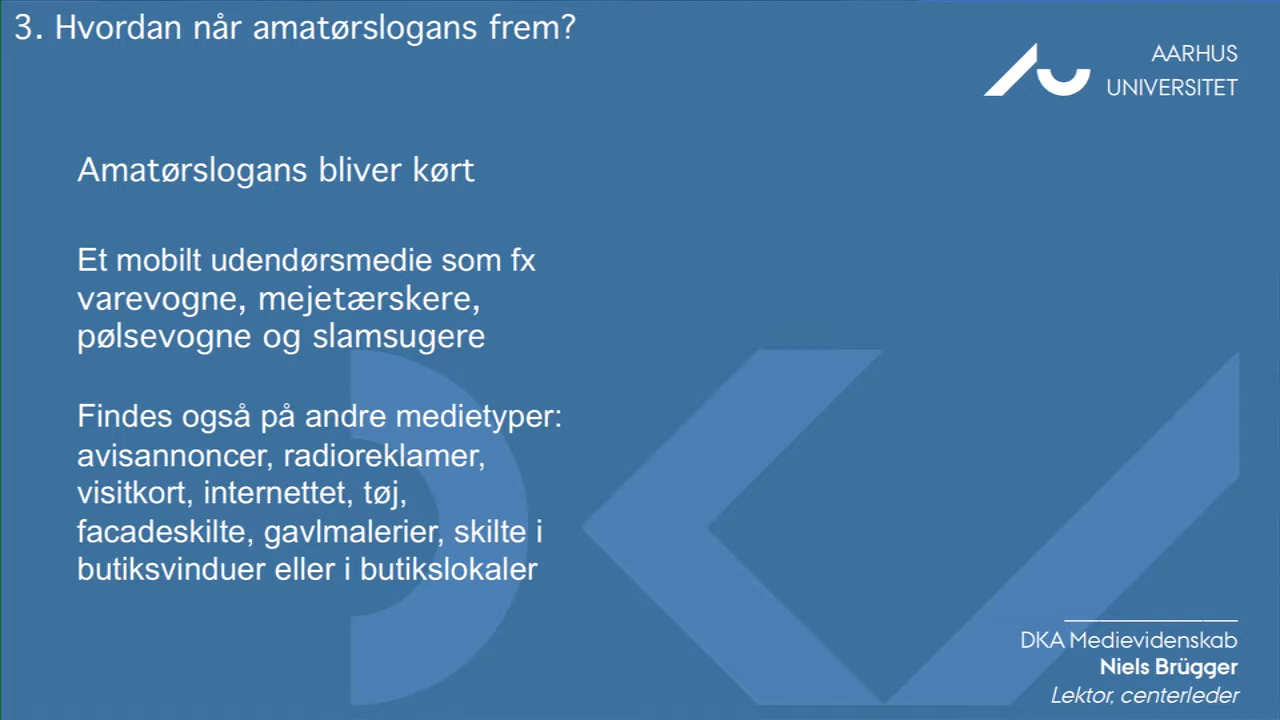 3. Hvordan når amatørslogans frem?
AARHUS
UNIVERSITET
Amatørslogans bliver kørt
Et mobilt udendørsmedie som fx
varevogne, mejetærskere,
pølsevogne og slamsugere
Findes også på andre medietyper:
avisannoncer, radioreklamer,
visitkort, internettet, tøj,
facadeskilte, gavlmalerier, skilte i
butiksvinduer eller i butikslokaler
DKA Medievidenskab
Niels Brügger
Lektor, centerleder